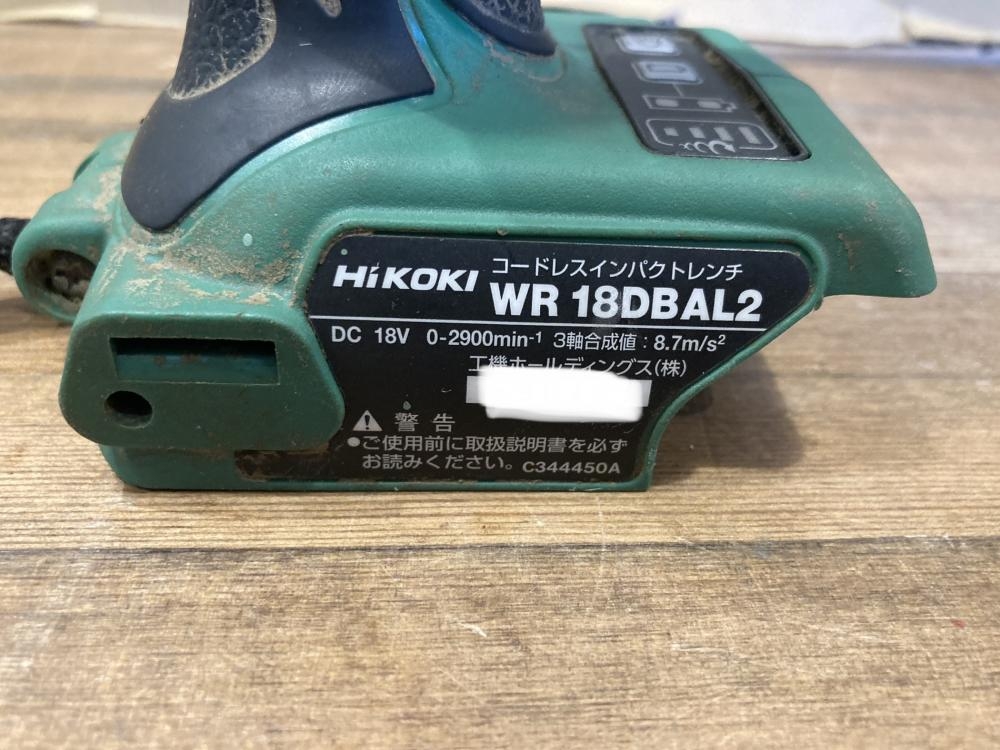 HiKOKI コードレスインパクトレンチ
WR 18DBAL2
DC 18V 0-2900min-1 3軸合成値：8.7m/s²
工機ホールディングス(株)
警告
●ご使用前に取扱説明書を必ず
お読みください。 C344450A